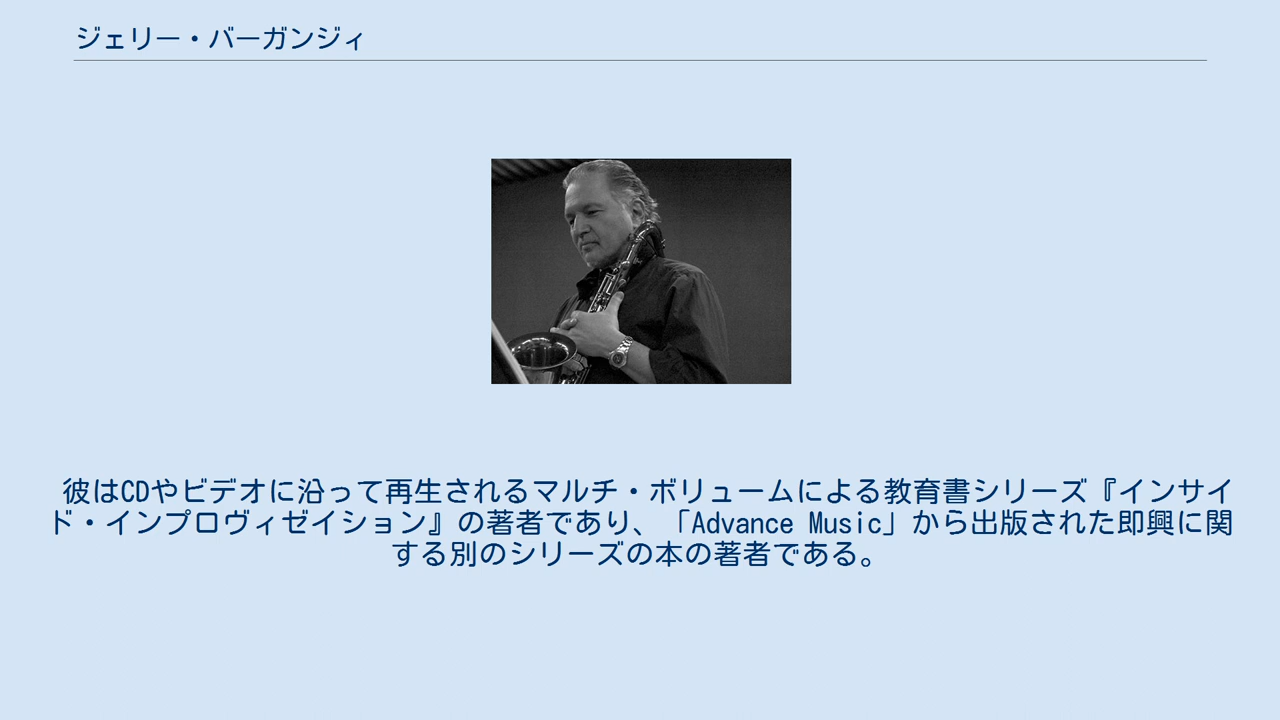 ジェリー・バーガンジィ
彼はCDやビデオに沿って再生されるマルチ・ボリュームによる教育書シリーズ『インサイ
ド・インプロヴィゼイション』の著者であり、「Advance Music」から出版された即興に関
する別のシリーズの本の著者である。